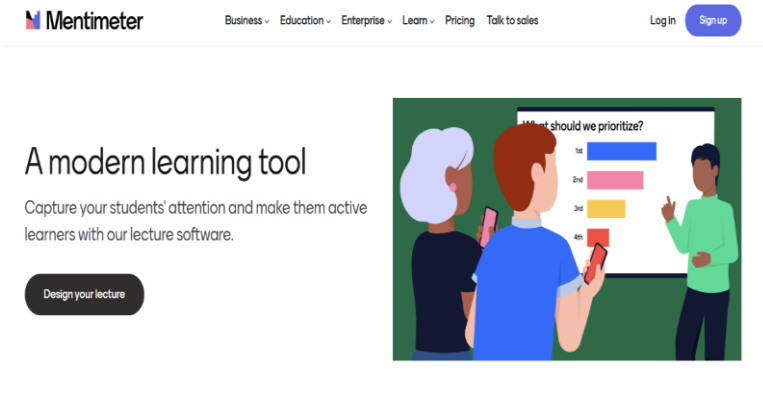 Mentimeter
Business Education Enterprise Learn Pricing Talk to sales
Log in
Sign up
A modern learning tool
Capture your students' attention and make them active
learners with our lecture software.
Design your lecture
What should we prioritize?
1st
2nd
3rd
4th